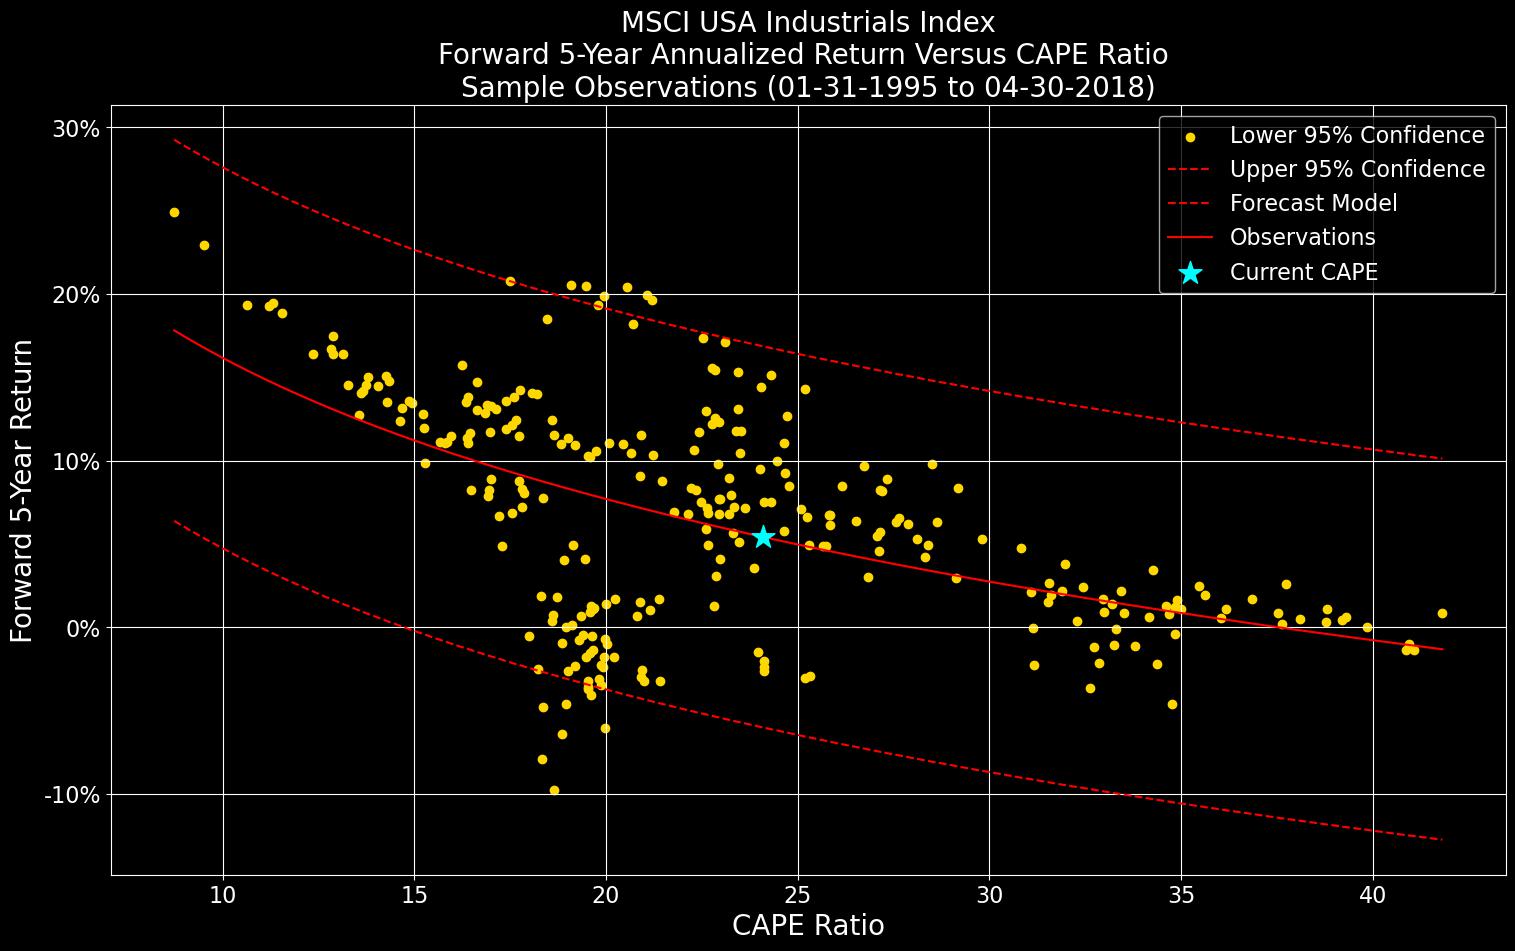 MSCI USA Industrials Index
Forward 5-Year Annualized Return Versus CAPE Ratio
Sample Observations (01-31-1995 to 04-30-2018)
Lower 95% Confidence
Upper 95% Confidence
Forecast Model
Observations
Current CAPE
Forward 5-Year Return
30%
20%
10%
0%
-10%
10 15 20 25 30 35 40
CAPE Ratio